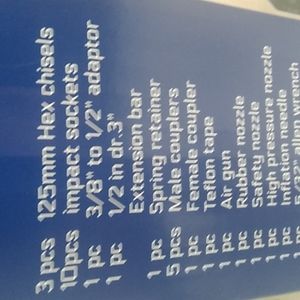 3 pcs 125mm Hex chisels
10pcs impact sockets
1 pc 3/8" to 1/2" adaptor
1 pc 1/2 in dr.3"
Extension bar
1 pc Spring retainer
5 pcs Male couplers
1 pc Female coupler
1 pc Teflon tape
1 pc Air gun
1 pc Rubber nozzle
1 pc Safety nozzle
1 pc High pressure nozzle
1 pc Inflation needle